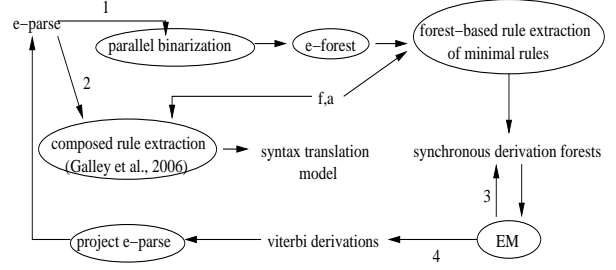 1
e-parse
parallel binarization
e-forest
forest-based rule extraction
of minimal rules
2
f,a
composed rule extraction
(Galley et al., 2006)
syntax translation
model
synchronous derivation forests
3
project e-parse
viterbi derivations
4
EM